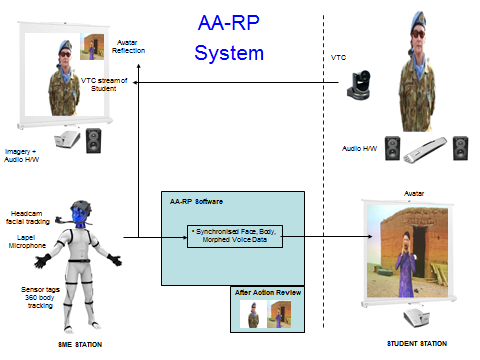 AA-RP
System
Avatar
Reflection
VTC stream of
Student
VTC
Imagery +
Audio H/W
Audio H/W
Avatar
AA-RP Software
Headcam
facial tracking
• Synchronised Face, Body,
Morphed Voice Data
Lapel
Microphone
Sensor tags
360 body
tracking
After Action Review
SME STATION
STUDENT STATION